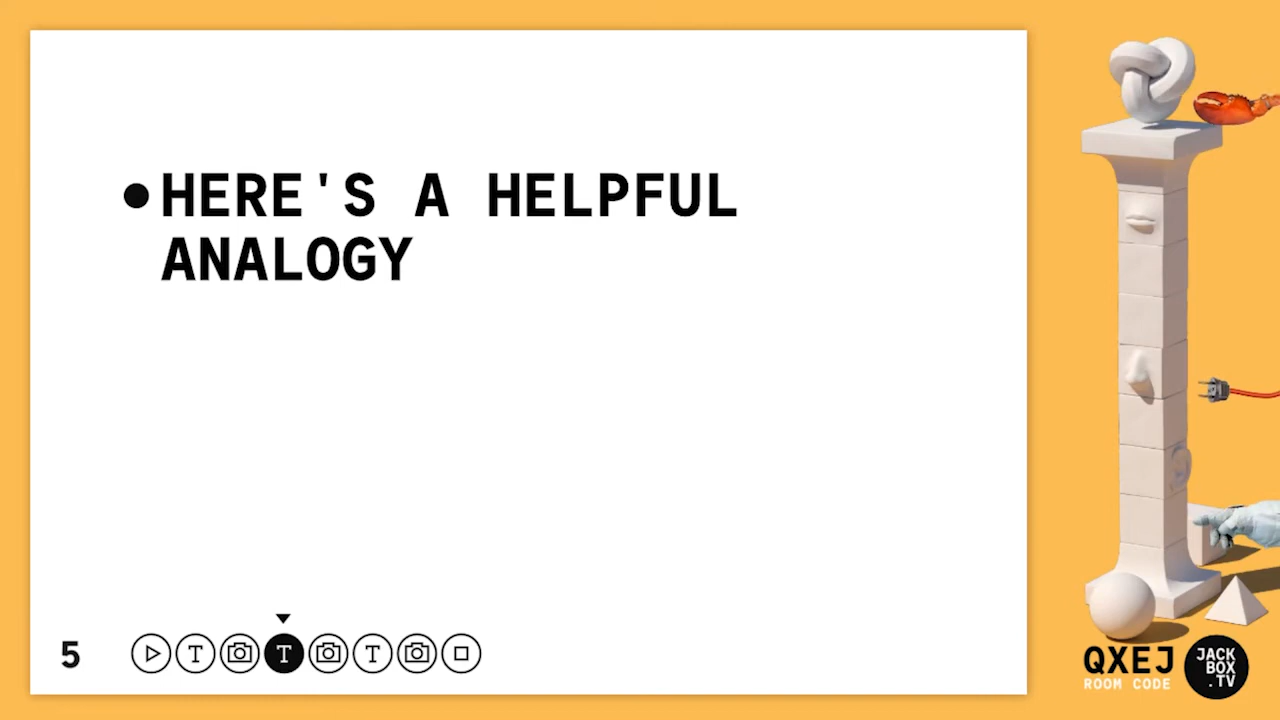 ●HERE'S A HELPFUL
ANALOGY
5
T
T
T
QXEJ
ROOM CODE
JACK
BOX
.TV